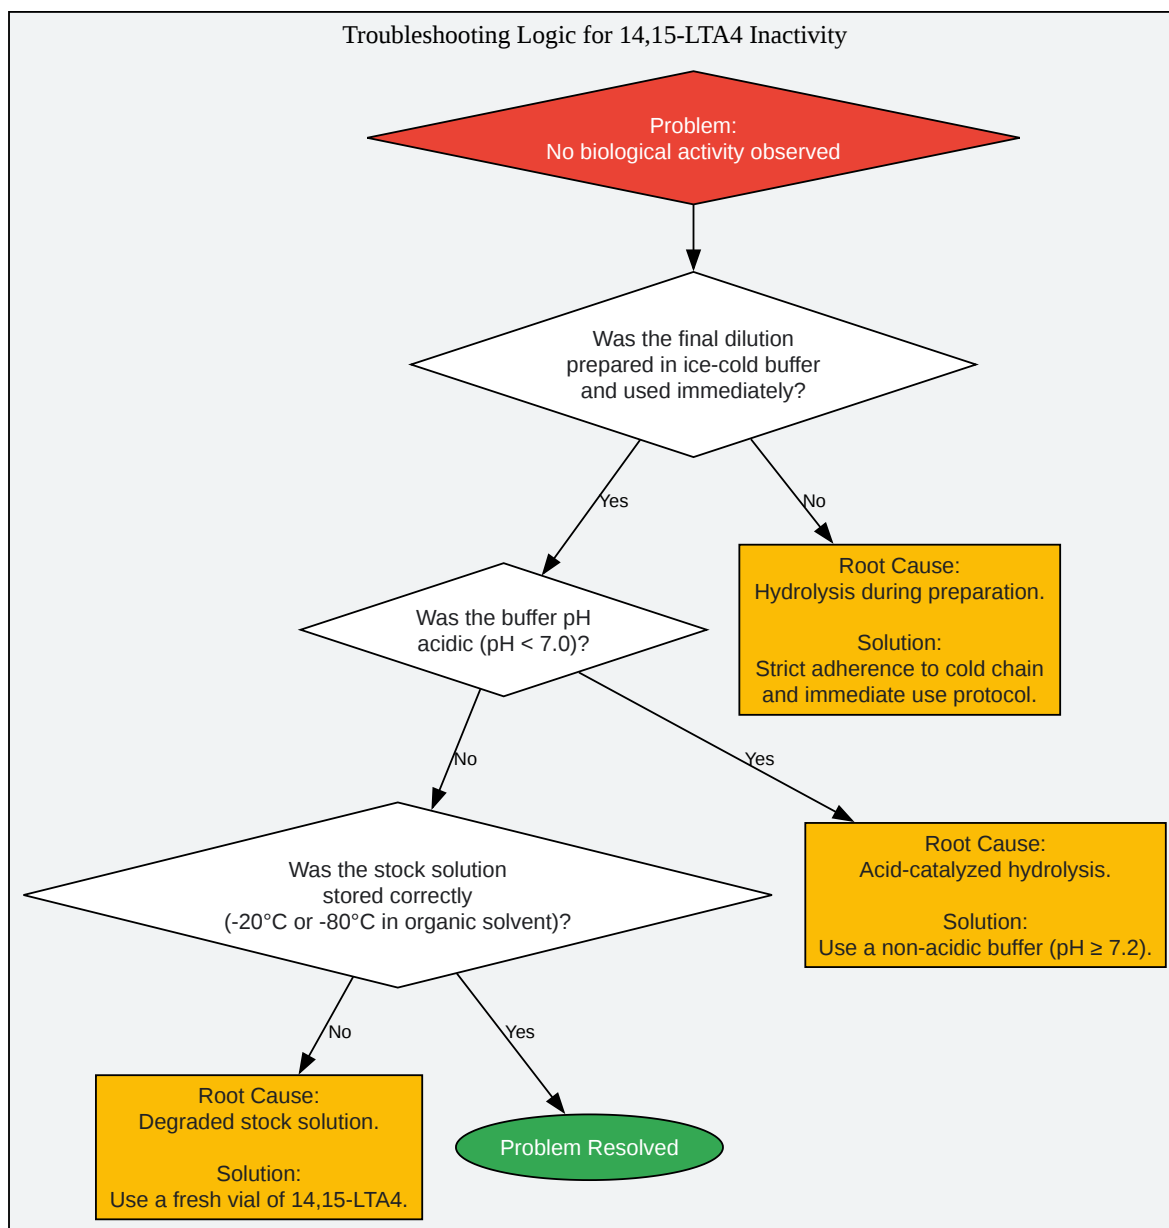 Troubleshooting Logic for 14,15-LTA4 Inactivity
Problem:
No biological activity observed
Was the final dilution
prepared in ice-cold buffer
and used immediately?
Yes
No
Root Cause:
Hydrolysis during preparation.
Solution:
Strict adherence to cold chain
and immediate use protocol.
Was the buffer pH
acidic (pH < 7.0)?
No
Yes
Root Cause:
Acid-catalyzed hydrolysis.
Solution:
Use a non-acidic buffer (pH ≥ 7.2).
Was the stock solution
stored correctly
(-20°C or -80°C in organic solvent)?
No
Yes
Root Cause:
Degraded stock solution.
Solution:
Use a fresh vial of 14,15-LTA4.
Problem Resolved